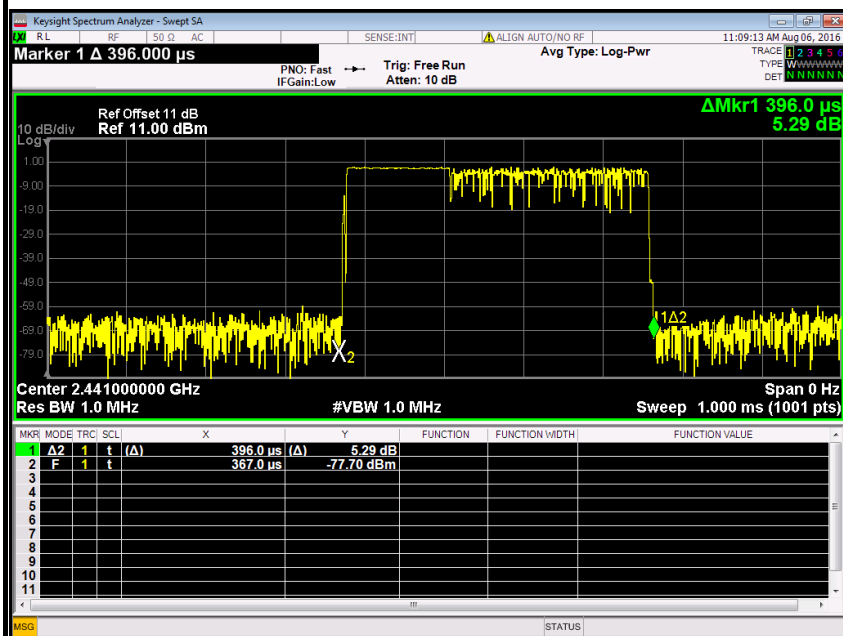 Keysight Spectrum Analyzer - Swept SA
LXI RL RF 50 Ω AC SENSE:INT ALIGN AUTO/NO RF 11:09:13 AM Aug 06, 2016
Marker 1 Δ 396.000 µs
PNO: Fast
IFGain:Low
Trig: Free Run
Atten: 10 dB
Avg Type: Log-Pwr
TRACE 1 2 3 4 5 6
TYPE WWWWWW
DET N N N N N N
ΔMkr1 396.0 µs
5.29 dB
Ref Offset 11 dB
10 dB/div Ref 11.00 dBm
Log
1.00
-9.00
-19.0
-29.0
-39.0
-49.0
-59.0
-69.0
-79.0
1Δ2
X2
Center 2.441000000 GHz Span 0 Hz
Res BW 1.0 MHz #VBW 1.0 MHz Sweep 1.000 ms (1001 pts)
MKR MODE TRC SCL X Y FUNCTION FUNCTION WIDTH FUNCTION VALUE
1 Δ2 1 t (Δ) 396.0 µs (Δ) 5.29 dB
2 F 1 t 367.0 µs -77.70 dBm
3
4
5
6
7
8
9
10
11
MSG STATUS